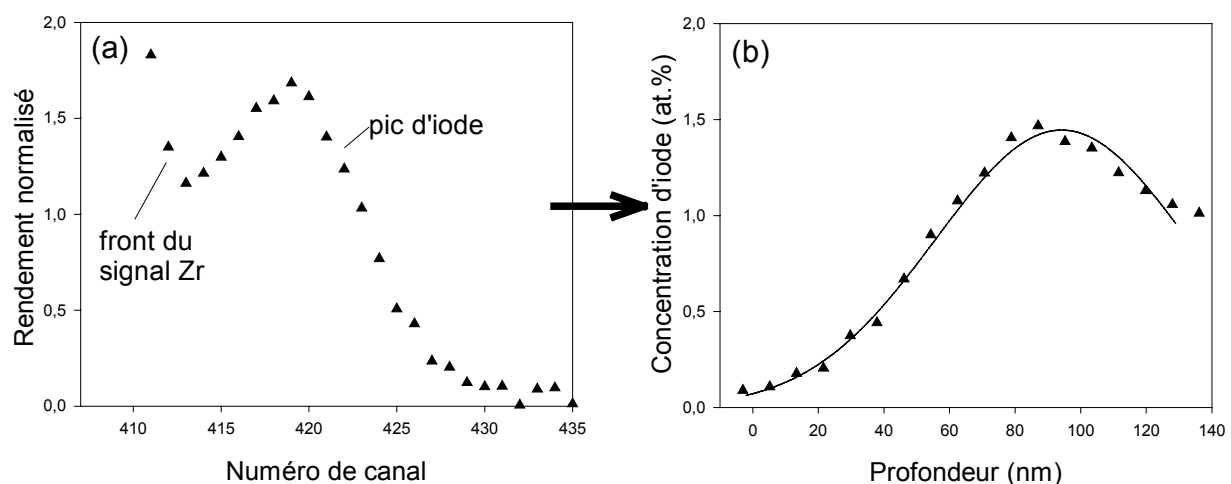 (a)
Rendement normalisé
2,0
1,5
1,0
0,5
0,0
pic d'iode
front du
signal Zr
410 415 420 425 430 435
Numéro de canal
(b)
Concentration d'iode (at.%)
2,0
1,5
1,0
0,5
0,0
0 20 40 60 80 100 120 140
Profondeur (nm)